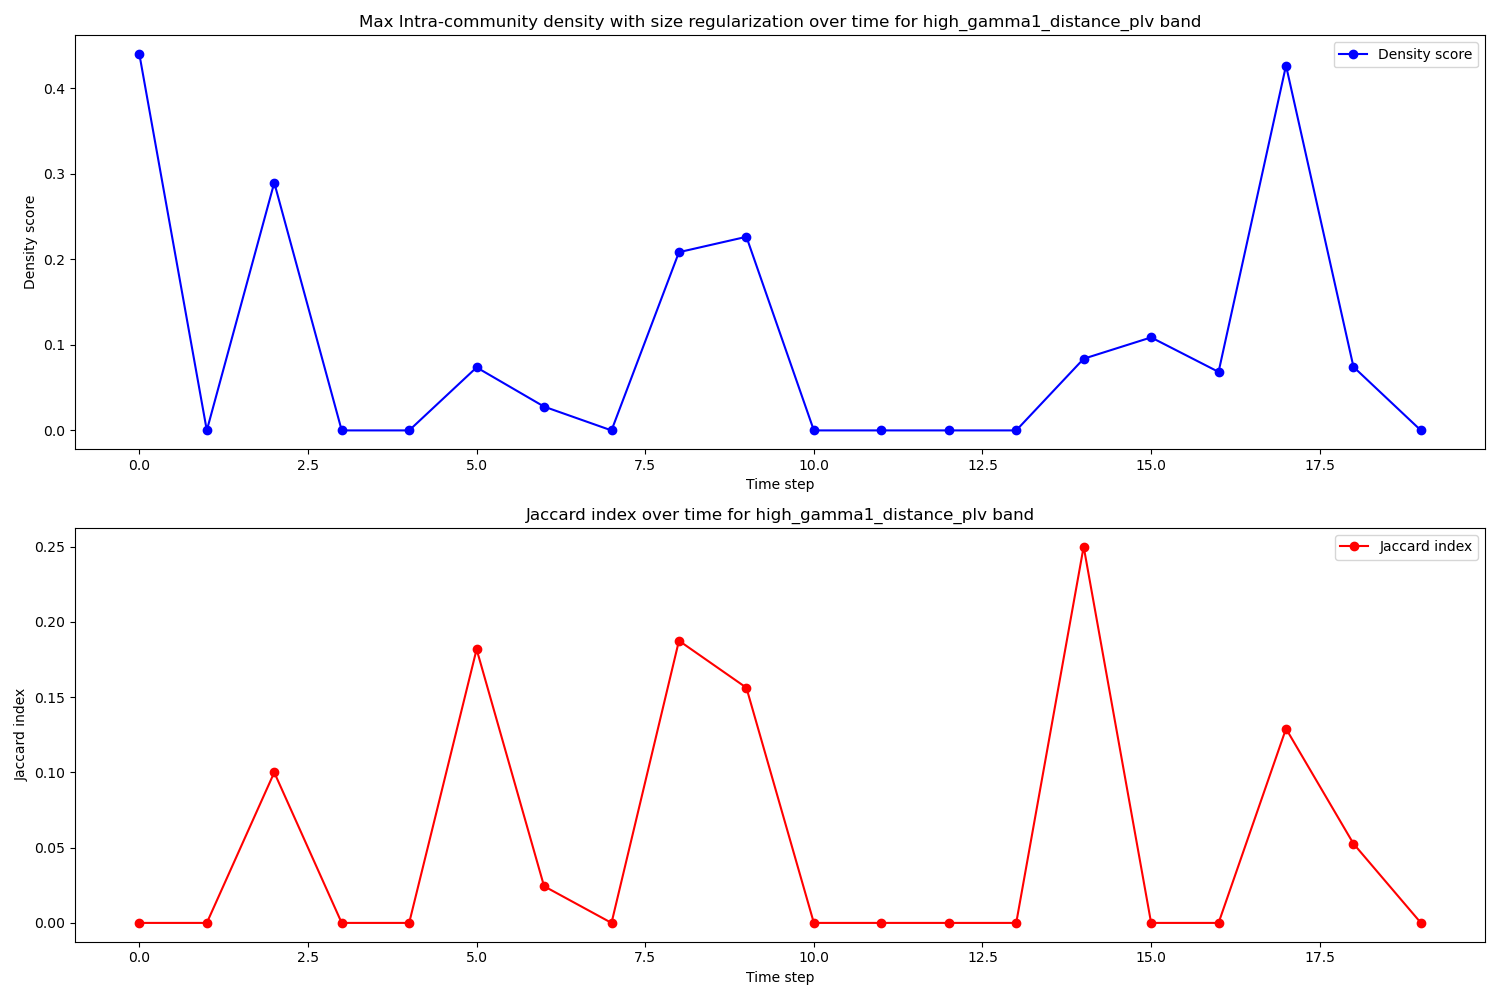 Max Intra-community density with size regularization over time for high_gamma1_distance_plv band
Density score
Density score
0.4
0.3
0.2
0.1
0.0
0.0 2.5 5.0 7.5 10.0 12.5 15.0 17.5
Time step
Jaccard index over time for high_gamma1_distance_plv band
Jaccard index
Jaccard index
0.25
0.20
0.15
0.10
0.05
0.00
0.0 2.5 5.0 7.5 10.0 12.5 15.0 17.5
Time step